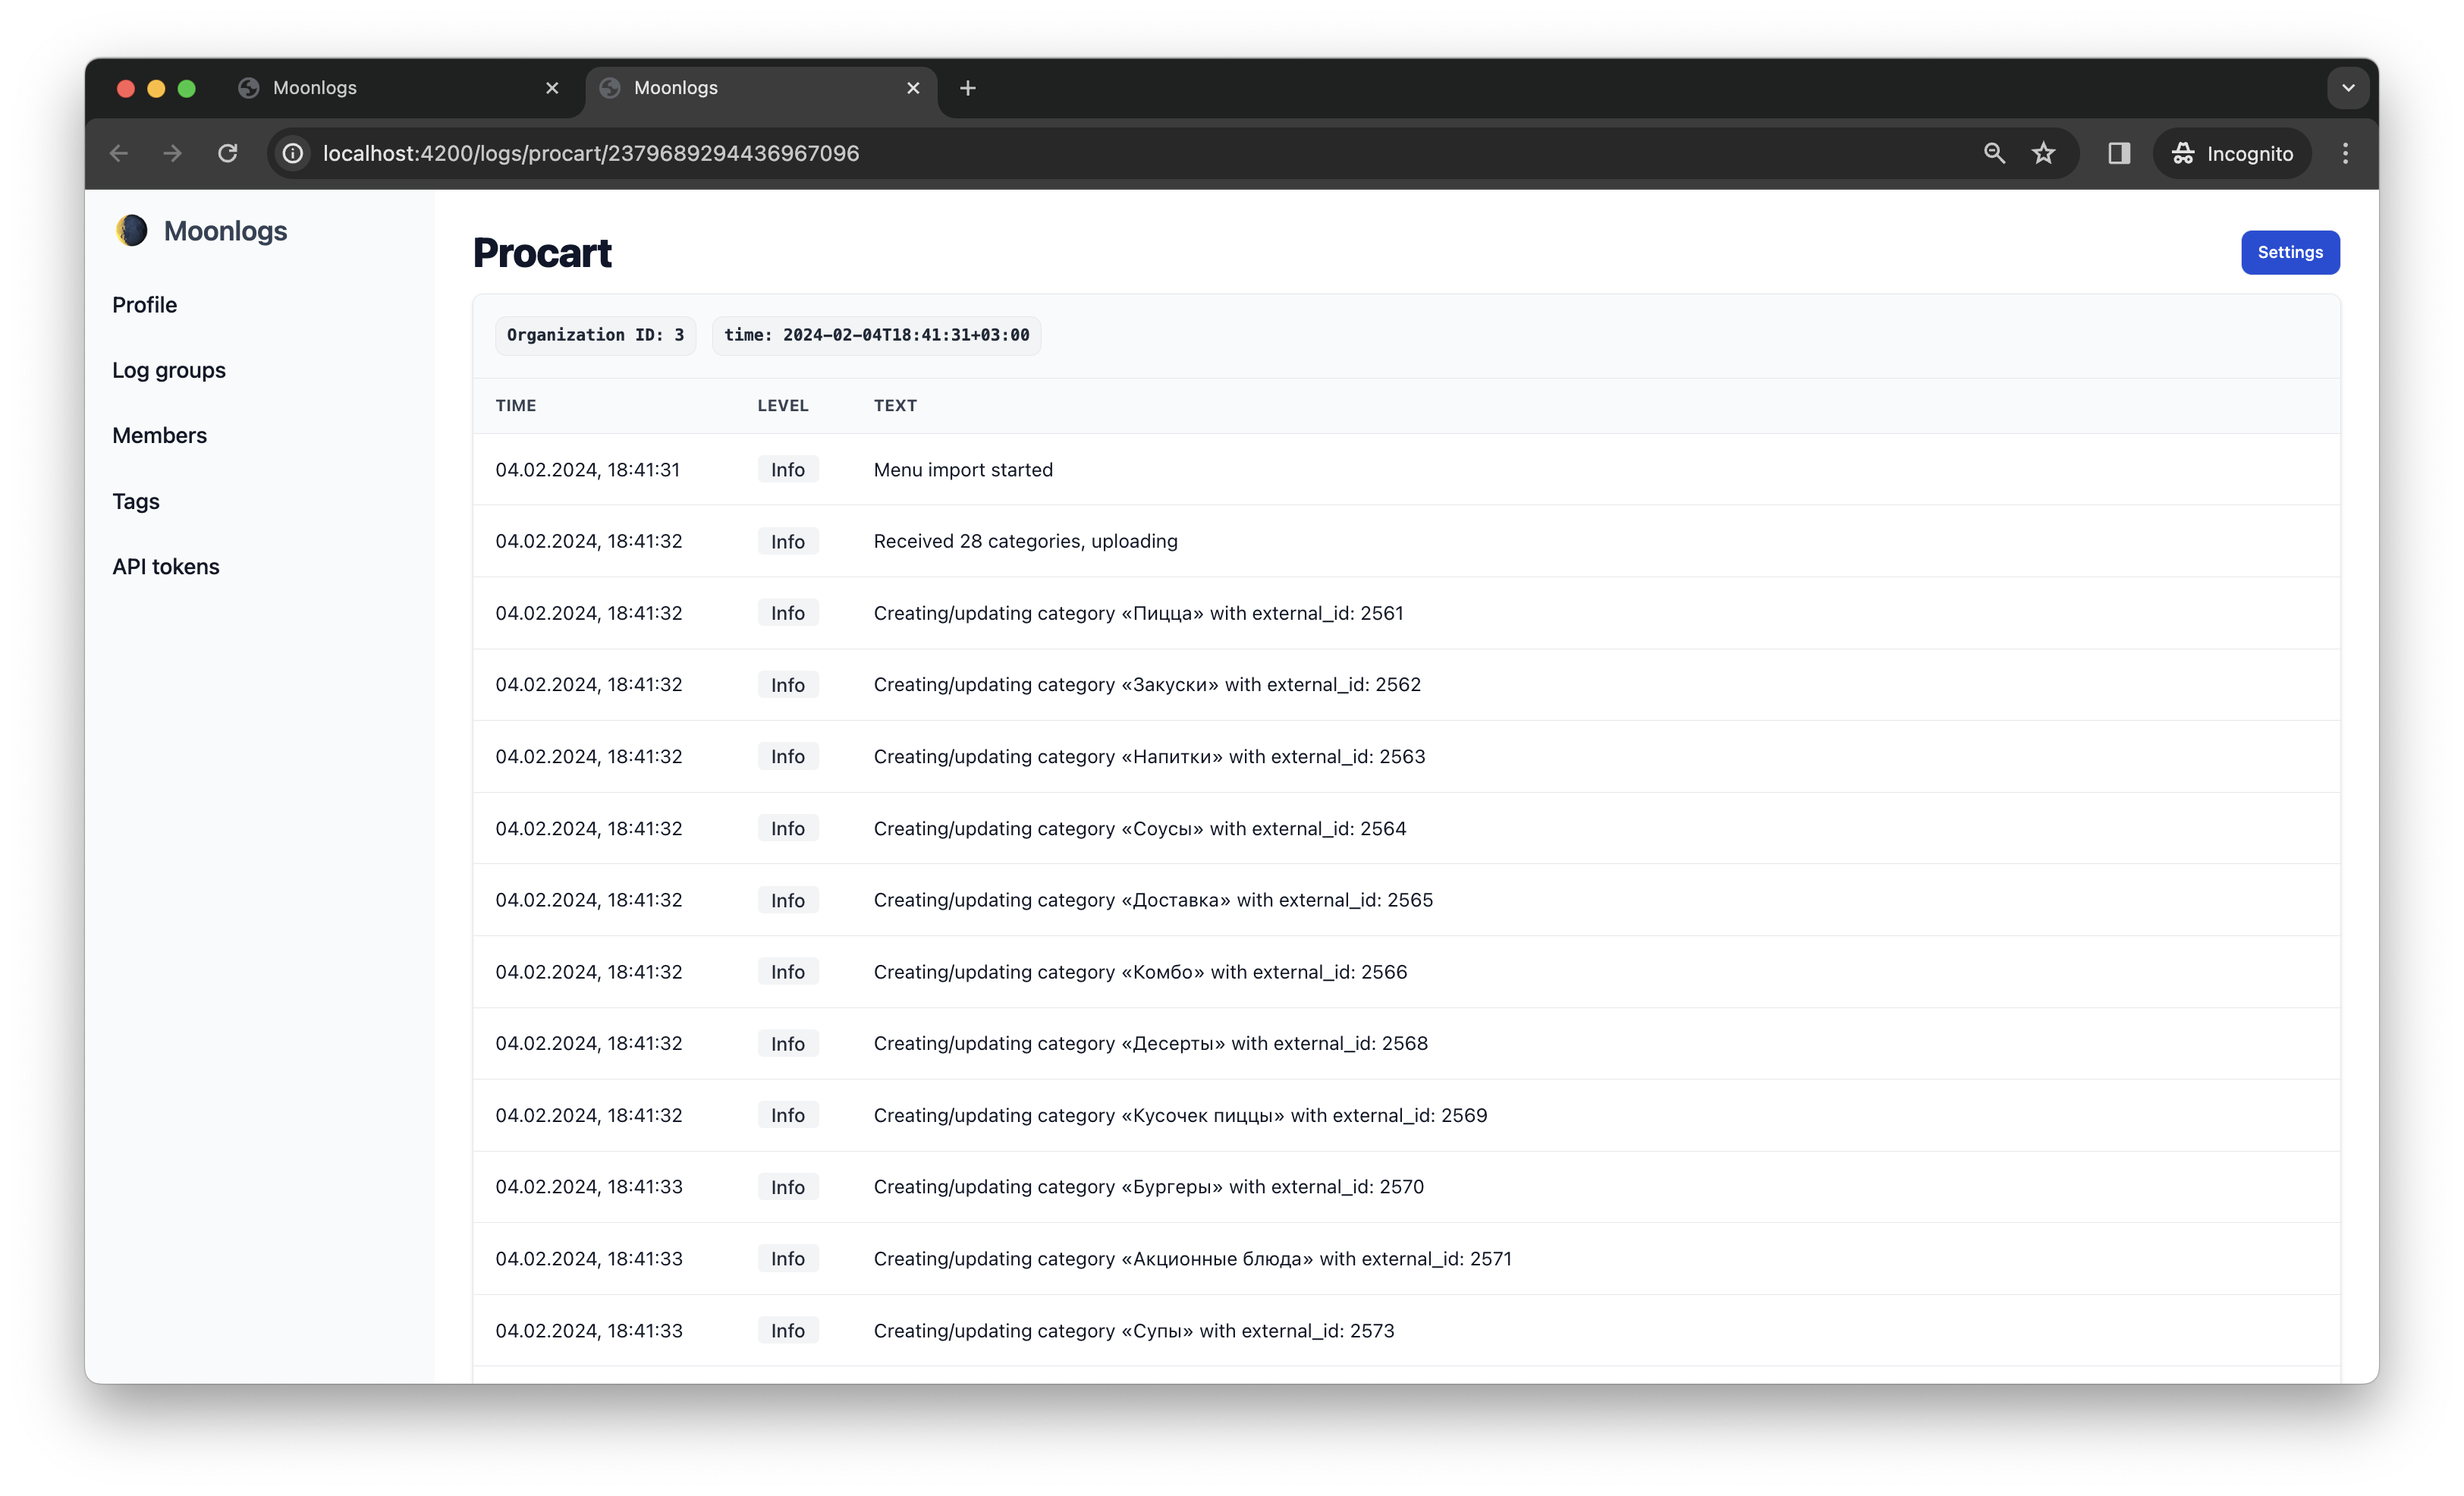 Moonlogs
Moonlogs
localhost:4200/logs/procart/2379689294436967096
Incognito
Moonlogs
Profile
Log groups
Members
Tags
API tokens
Procart
Settings
Organization ID: 3
time: 2024-02-04T18:41:31+03:00
TIME LEVEL TEXT
04.02.2024, 18:41:31 Info Menu import started
04.02.2024, 18:41:32 Info Received 28 categories, uploading
04.02.2024, 18:41:32 Info Creating/updating category «Пицца» with external_id: 2561
04.02.2024, 18:41:32 Info Creating/updating category «Закуски» with external_id: 2562
04.02.2024, 18:41:32 Info Creating/updating category «Напитки» with external_id: 2563
04.02.2024, 18:41:32 Info Creating/updating category «Соусы» with external_id: 2564
04.02.2024, 18:41:32 Info Creating/updating category «Доставка» with external_id: 2565
04.02.2024, 18:41:32 Info Creating/updating category «Комбо» with external_id: 2566
04.02.2024, 18:41:32 Info Creating/updating category «Десерты» with external_id: 2568
04.02.2024, 18:41:32 Info Creating/updating category «Кусочек пиццы» with external_id: 2569
04.02.2024, 18:41:33 Info Creating/updating category «Бургеры» with external_id: 2570
04.02.2024, 18:41:33 Info Creating/updating category «Акционные блюда» with external_id: 2571
04.02.2024, 18:41:33 Info Creating/updating category «Супы» with external_id: 2573